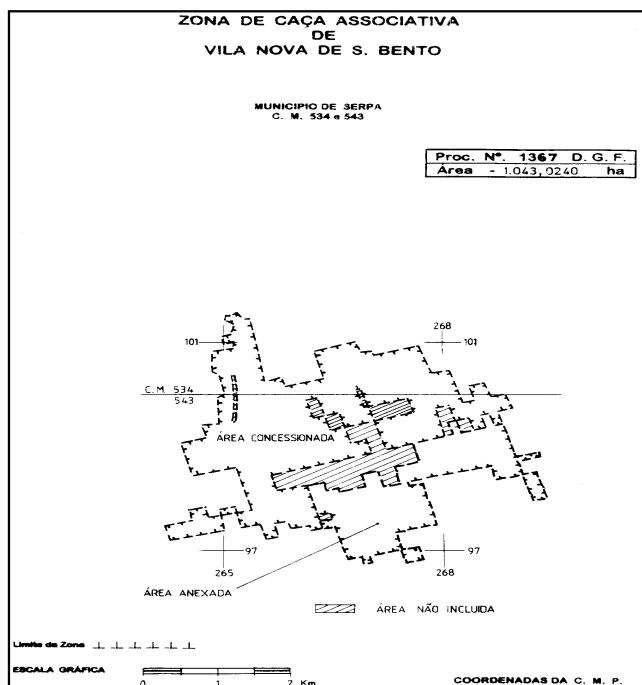 ZONA DE CAÇA ASSOCIATIVA
DE
VILA NOVA DE S. BENTO
MUNICIPIO DE SERPA
C. M. 534 e 543
Proc. Nº. 1367 D. G. F.
Área - 1.043,0240 ha
268
101
101
C.M. 534
543
ÁREA CONCESSIONADA
97
97
265
268
ÁREA ANEXADA
ÁREA NÃO INCLUIDA
Limite da Zona
ESCALA GRÁFICA
0 1 2 Km
COORDENADAS DA C. M. P.